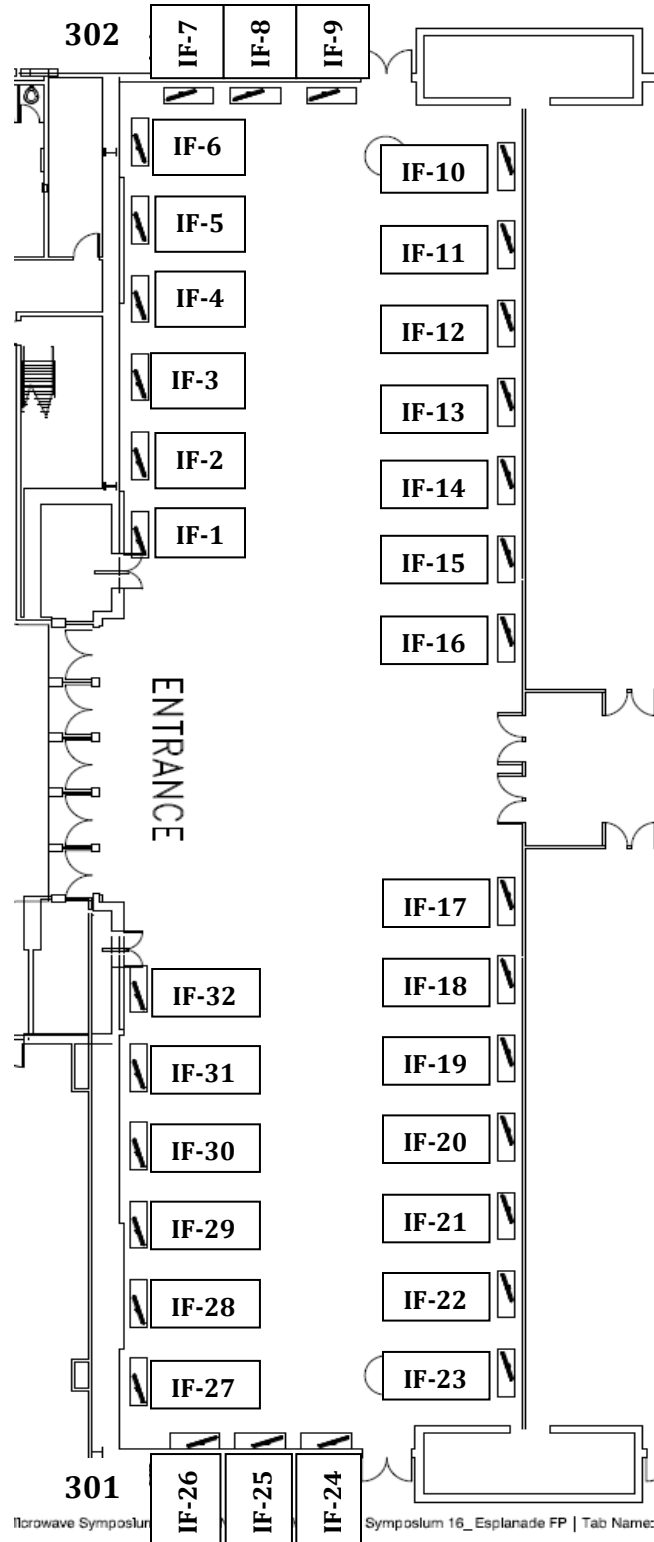 302
IF-7
IF-8
IF-9
IF-6
IF-10
IF-5
IF-11
IF-4
IF-12
IF-3
IF-13
IF-2
IF-14
IF-1
IF-15
IF-16
ENTRANCE
IF-17
IF-32
IF-18
IF-31
IF-19
IF-30
IF-20
IF-29
IF-21
IF-28
IF-22
IF-27
IF-23
301
IF-26
IF-25
IF-24
Symposium 16_Esplanade FP | Tab Name: